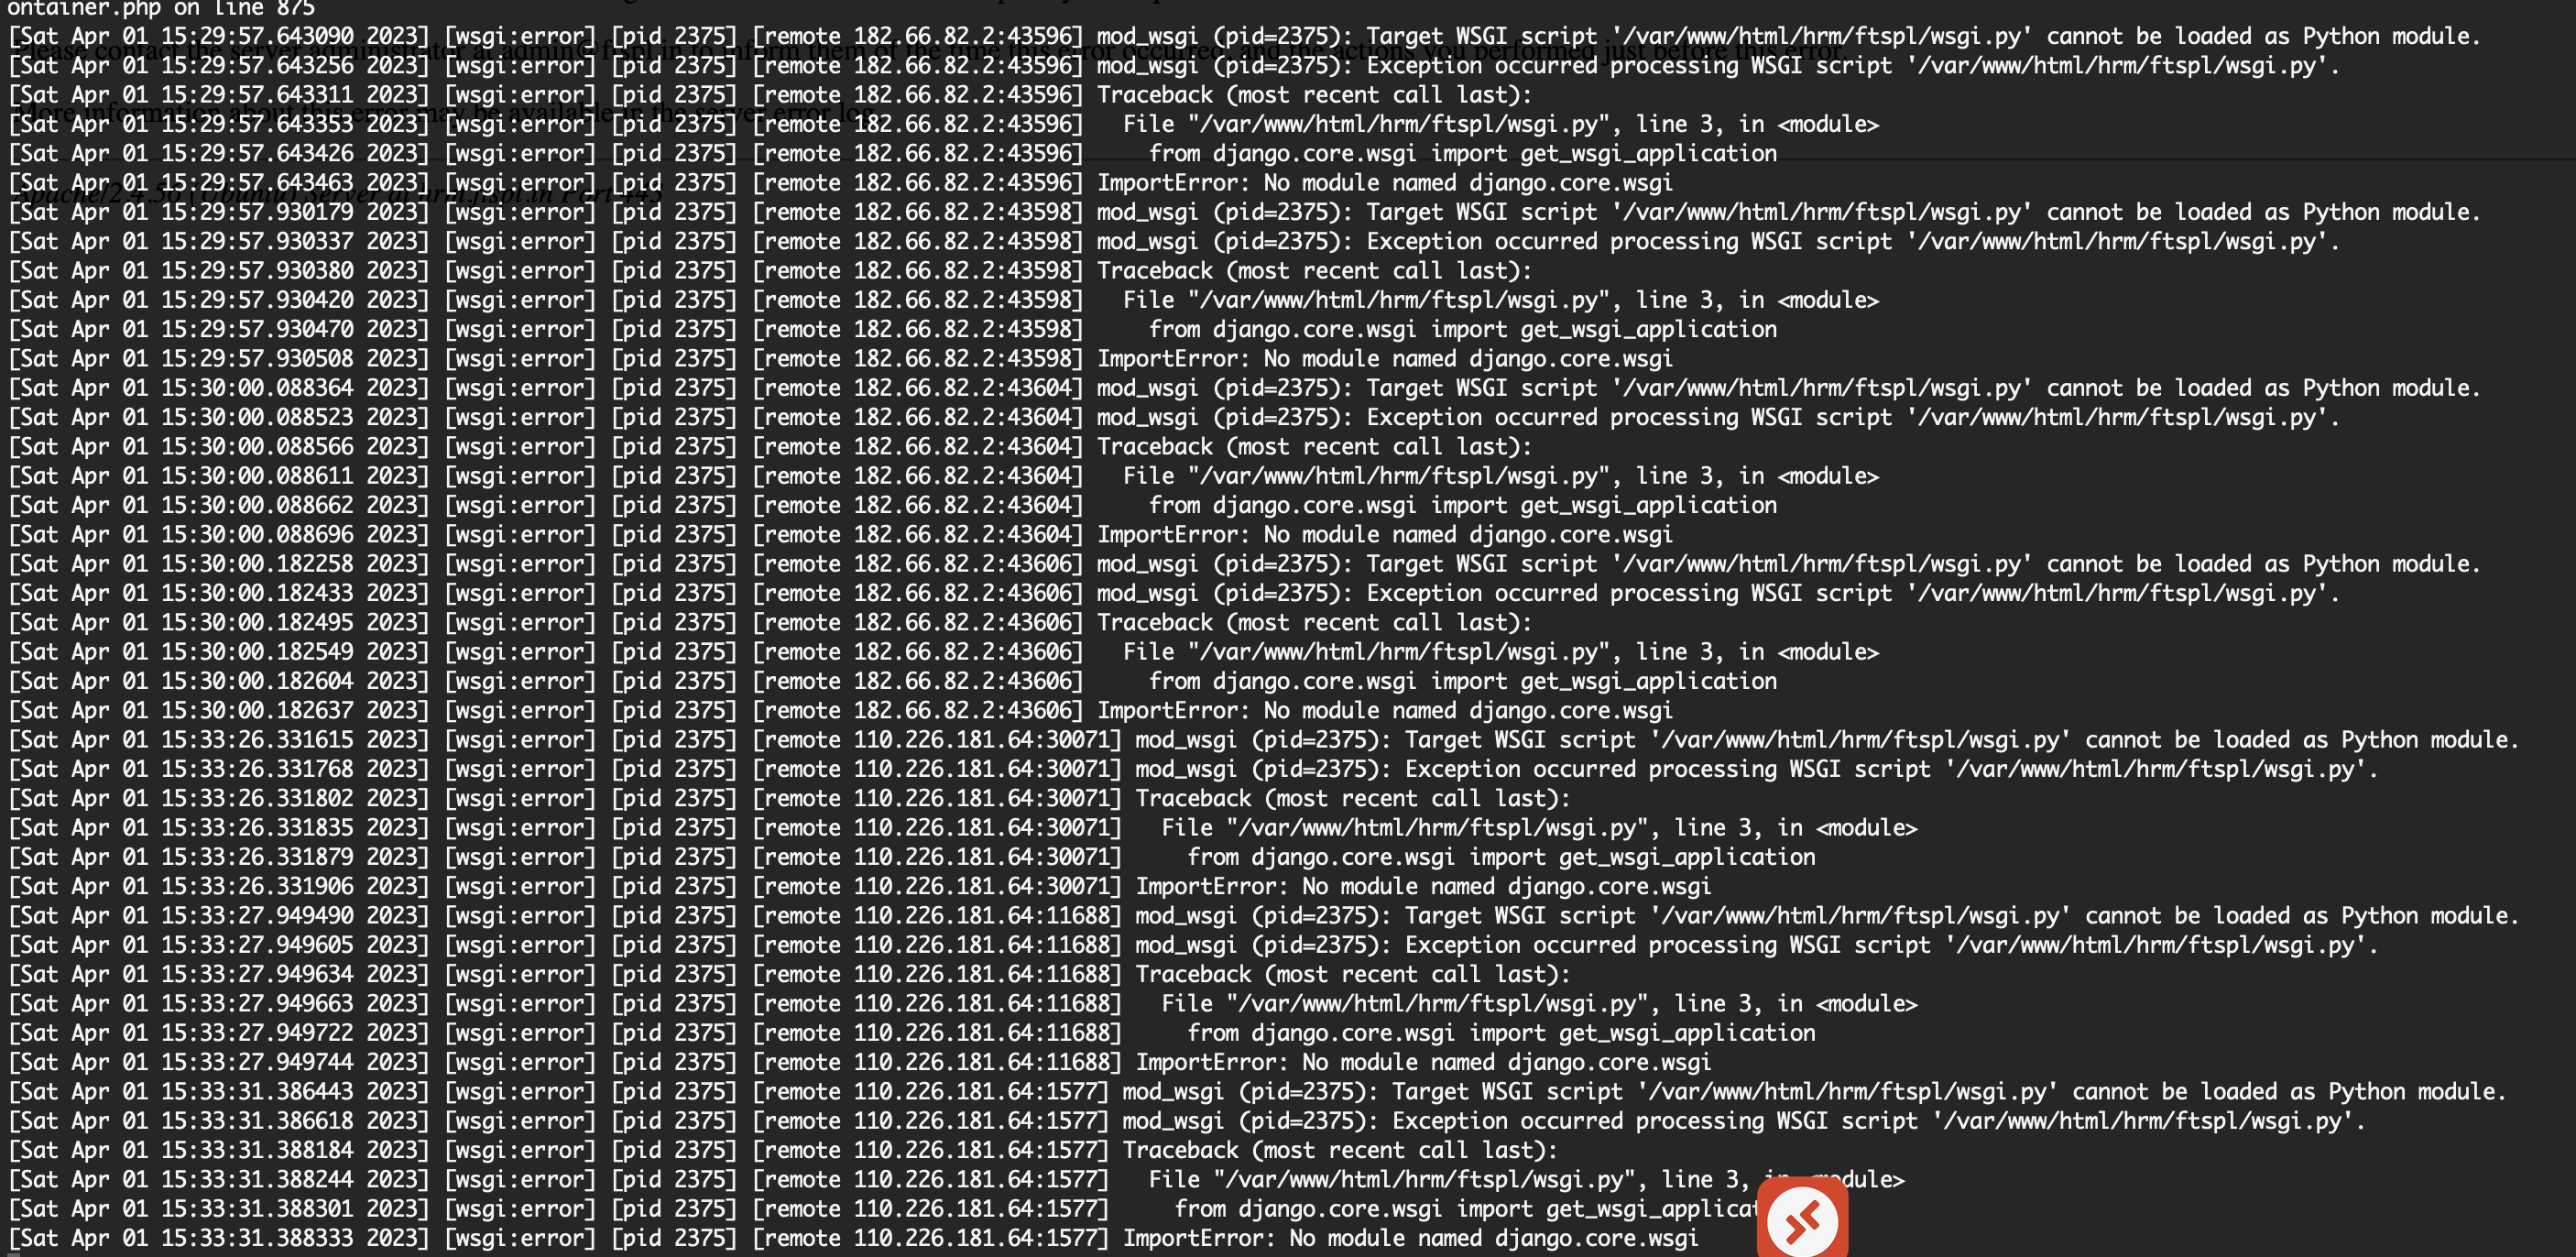 ontainer.php on line 875
[Sat Apr 01 15:29:57.643090 2023] [wsgi:error] [pid 2375] [remote 182.66.82.2:43596] mod_wsgi (pid=2375): Target WSGI script '/var/www/html/hrm/ftspl/wsgi.py' cannot be loaded as Python module.
Please contact the server administrator at admin@ftspl.in to inform them of the time this error occurred, and the actions you performed just before this error.
[Sat Apr 01 15:29:57.643256 2023] [wsgi:error] [pid 2375] [remote 182.66.82.2:43596] mod_wsgi (pid=2375): Exception occurred processing WSGI script '/var/www/html/hrm/ftspl/wsgi.py'.
[Sat Apr 01 15:29:57.643311 2023] [wsgi:error] [pid 2375] [remote 182.66.82.2:43596] Traceback (most recent call last):
More information about this error may be available in the server error log.
[Sat Apr 01 15:29:57.643353 2023] [wsgi:error] [pid 2375] [remote 182.66.82.2:43596]   File "/var/www/html/hrm/ftspl/wsgi.py", line 3, in <module>
[Sat Apr 01 15:29:57.643426 2023] [wsgi:error] [pid 2375] [remote 182.66.82.2:43596]     from django.core.wsgi import get_wsgi_application
[Sat Apr 01 15:29:57.643463 2023] [wsgi:error] [pid 2375] [remote 182.66.82.2:43596] ImportError: No module named django.core.wsgi
Apache/2.4.56 (Ubuntu) Server at hrm.ftspl.in Port 443
[Sat Apr 01 15:29:57.930179 2023] [wsgi:error] [pid 2375] [remote 182.66.82.2:43598] mod_wsgi (pid=2375): Target WSGI script '/var/www/html/hrm/ftspl/wsgi.py' cannot be loaded as Python module.
[Sat Apr 01 15:29:57.930337 2023] [wsgi:error] [pid 2375] [remote 182.66.82.2:43598] mod_wsgi (pid=2375): Exception occurred processing WSGI script '/var/www/html/hrm/ftspl/wsgi.py'.
[Sat Apr 01 15:29:57.930380 2023] [wsgi:error] [pid 2375] [remote 182.66.82.2:43598] Traceback (most recent call last):
[Sat Apr 01 15:29:57.930420 2023] [wsgi:error] [pid 2375] [remote 182.66.82.2:43598]   File "/var/www/html/hrm/ftspl/wsgi.py", line 3, in <module>
[Sat Apr 01 15:29:57.930470 2023] [wsgi:error] [pid 2375] [remote 182.66.82.2:43598]     from django.core.wsgi import get_wsgi_application
[Sat Apr 01 15:29:57.930508 2023] [wsgi:error] [pid 2375] [remote 182.66.82.2:43598] ImportError: No module named django.core.wsgi
[Sat Apr 01 15:30:00.088364 2023] [wsgi:error] [pid 2375] [remote 182.66.82.2:43604] mod_wsgi (pid=2375): Target WSGI script '/var/www/html/hrm/ftspl/wsgi.py' cannot be loaded as Python module.
[Sat Apr 01 15:30:00.088523 2023] [wsgi:error] [pid 2375] [remote 182.66.82.2:43604] mod_wsgi (pid=2375): Exception occurred processing WSGI script '/var/www/html/hrm/ftspl/wsgi.py'.
[Sat Apr 01 15:30:00.088566 2023] [wsgi:error] [pid 2375] [remote 182.66.82.2:43604] Traceback (most recent call last):
[Sat Apr 01 15:30:00.088611 2023] [wsgi:error] [pid 2375] [remote 182.66.82.2:43604]   File "/var/www/html/hrm/ftspl/wsgi.py", line 3, in <module>
[Sat Apr 01 15:30:00.088662 2023] [wsgi:error] [pid 2375] [remote 182.66.82.2:43604]     from django.core.wsgi import get_wsgi_application
[Sat Apr 01 15:30:00.088696 2023] [wsgi:error] [pid 2375] [remote 182.66.82.2:43604] ImportError: No module named django.core.wsgi
[Sat Apr 01 15:30:00.182258 2023] [wsgi:error] [pid 2375] [remote 182.66.82.2:43606] mod_wsgi (pid=2375): Target WSGI script '/var/www/html/hrm/ftspl/wsgi.py' cannot be loaded as Python module.
[Sat Apr 01 15:30:00.182433 2023] [wsgi:error] [pid 2375] [remote 182.66.82.2:43606] mod_wsgi (pid=2375): Exception occurred processing WSGI script '/var/www/html/hrm/ftspl/wsgi.py'.
[Sat Apr 01 15:30:00.182495 2023] [wsgi:error] [pid 2375] [remote 182.66.82.2:43606] Traceback (most recent call last):
[Sat Apr 01 15:30:00.182549 2023] [wsgi:error] [pid 2375] [remote 182.66.82.2:43606]   File "/var/www/html/hrm/ftspl/wsgi.py", line 3, in <module>
[Sat Apr 01 15:30:00.182604 2023] [wsgi:error] [pid 2375] [remote 182.66.82.2:43606]     from django.core.wsgi import get_wsgi_application
[Sat Apr 01 15:30:00.182637 2023] [wsgi:error] [pid 2375] [remote 182.66.82.2:43606] ImportError: No module named django.core.wsgi
[Sat Apr 01 15:33:26.331615 2023] [wsgi:error] [pid 2375] [remote 110.226.181.64:30071] mod_wsgi (pid=2375): Target WSGI script '/var/www/html/hrm/ftspl/wsgi.py' cannot be loaded as Python module.
[Sat Apr 01 15:33:26.331768 2023] [wsgi:error] [pid 2375] [remote 110.226.181.64:30071] mod_wsgi (pid=2375): Exception occurred processing WSGI script '/var/www/html/hrm/ftspl/wsgi.py'.
[Sat Apr 01 15:33:26.331802 2023] [wsgi:error] [pid 2375] [remote 110.226.181.64:30071] Traceback (most recent call last):
[Sat Apr 01 15:33:26.331835 2023] [wsgi:error] [pid 2375] [remote 110.226.181.64:30071]   File "/var/www/html/hrm/ftspl/wsgi.py", line 3, in <module>
[Sat Apr 01 15:33:26.331879 2023] [wsgi:error] [pid 2375] [remote 110.226.181.64:30071]     from django.core.wsgi import get_wsgi_application
[Sat Apr 01 15:33:26.331906 2023] [wsgi:error] [pid 2375] [remote 110.226.181.64:30071] ImportError: No module named django.core.wsgi
[Sat Apr 01 15:33:27.949490 2023] [wsgi:error] [pid 2375] [remote 110.226.181.64:11688] mod_wsgi (pid=2375): Target WSGI script '/var/www/html/hrm/ftspl/wsgi.py' cannot be loaded as Python module.
[Sat Apr 01 15:33:27.949605 2023] [wsgi:error] [pid 2375] [remote 110.226.181.64:11688] mod_wsgi (pid=2375): Exception occurred processing WSGI script '/var/www/html/hrm/ftspl/wsgi.py'.
[Sat Apr 01 15:33:27.949634 2023] [wsgi:error] [pid 2375] [remote 110.226.181.64:11688] Traceback (most recent call last):
[Sat Apr 01 15:33:27.949663 2023] [wsgi:error] [pid 2375] [remote 110.226.181.64:11688]   File "/var/www/html/hrm/ftspl/wsgi.py", line 3, in <module>
[Sat Apr 01 15:33:27.949722 2023] [wsgi:error] [pid 2375] [remote 110.226.181.64:11688]     from django.core.wsgi import get_wsgi_application
[Sat Apr 01 15:33:27.949744 2023] [wsgi:error] [pid 2375] [remote 110.226.181.64:11688] ImportError: No module named django.core.wsgi
[Sat Apr 01 15:33:31.386443 2023] [wsgi:error] [pid 2375] [remote 110.226.181.64:1577] mod_wsgi (pid=2375): Target WSGI script '/var/www/html/hrm/ftspl/wsgi.py' cannot be loaded as Python module.
[Sat Apr 01 15:33:31.386618 2023] [wsgi:error] [pid 2375] [remote 110.226.181.64:1577] mod_wsgi (pid=2375): Exception occurred processing WSGI script '/var/www/html/hrm/ftspl/wsgi.py'.
[Sat Apr 01 15:33:31.388184 2023] [wsgi:error] [pid 2375] [remote 110.226.181.64:1577] Traceback (most recent call last):
[Sat Apr 01 15:33:31.388244 2023] [wsgi:error] [pid 2375] [remote 110.226.181.64:1577]   File "/var/www/html/hrm/ftspl/wsgi.py", line 3, in <module>
[Sat Apr 01 15:33:31.388301 2023] [wsgi:error] [pid 2375] [remote 110.226.181.64:1577]     from django.core.wsgi import get_wsgi_applicat
[Sat Apr 01 15:33:31.388333 2023] [wsgi:error] [pid 2375] [remote 110.226.181.64:1577] ImportError: No module named django.core.wsgi